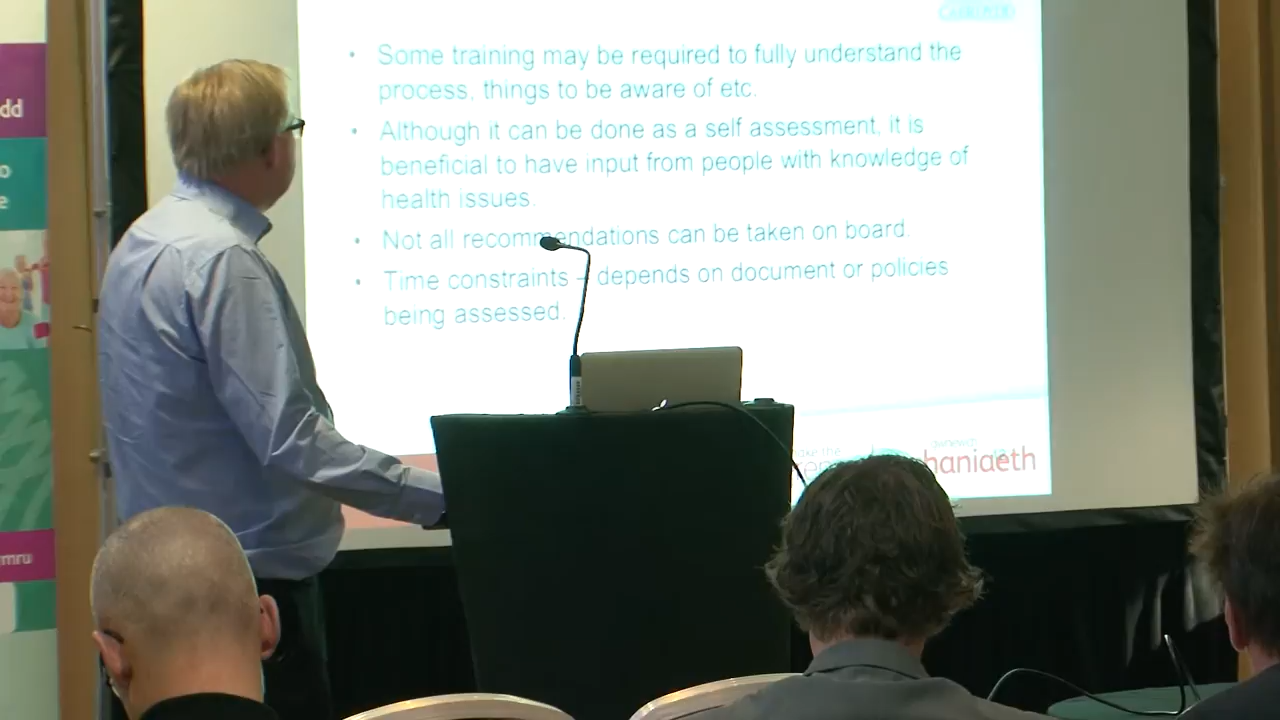 Some training may be required to fully understand the
process, things to be aware of etc.
Although it can be done as a self assessment, it is
beneficial to have input from people with knowledge of
health issues.
Not all recommendations can be taken on board.
Time constraints – depends on document or policies
being assessed.
dd
o
e
mru
gwnewch
haniaeth